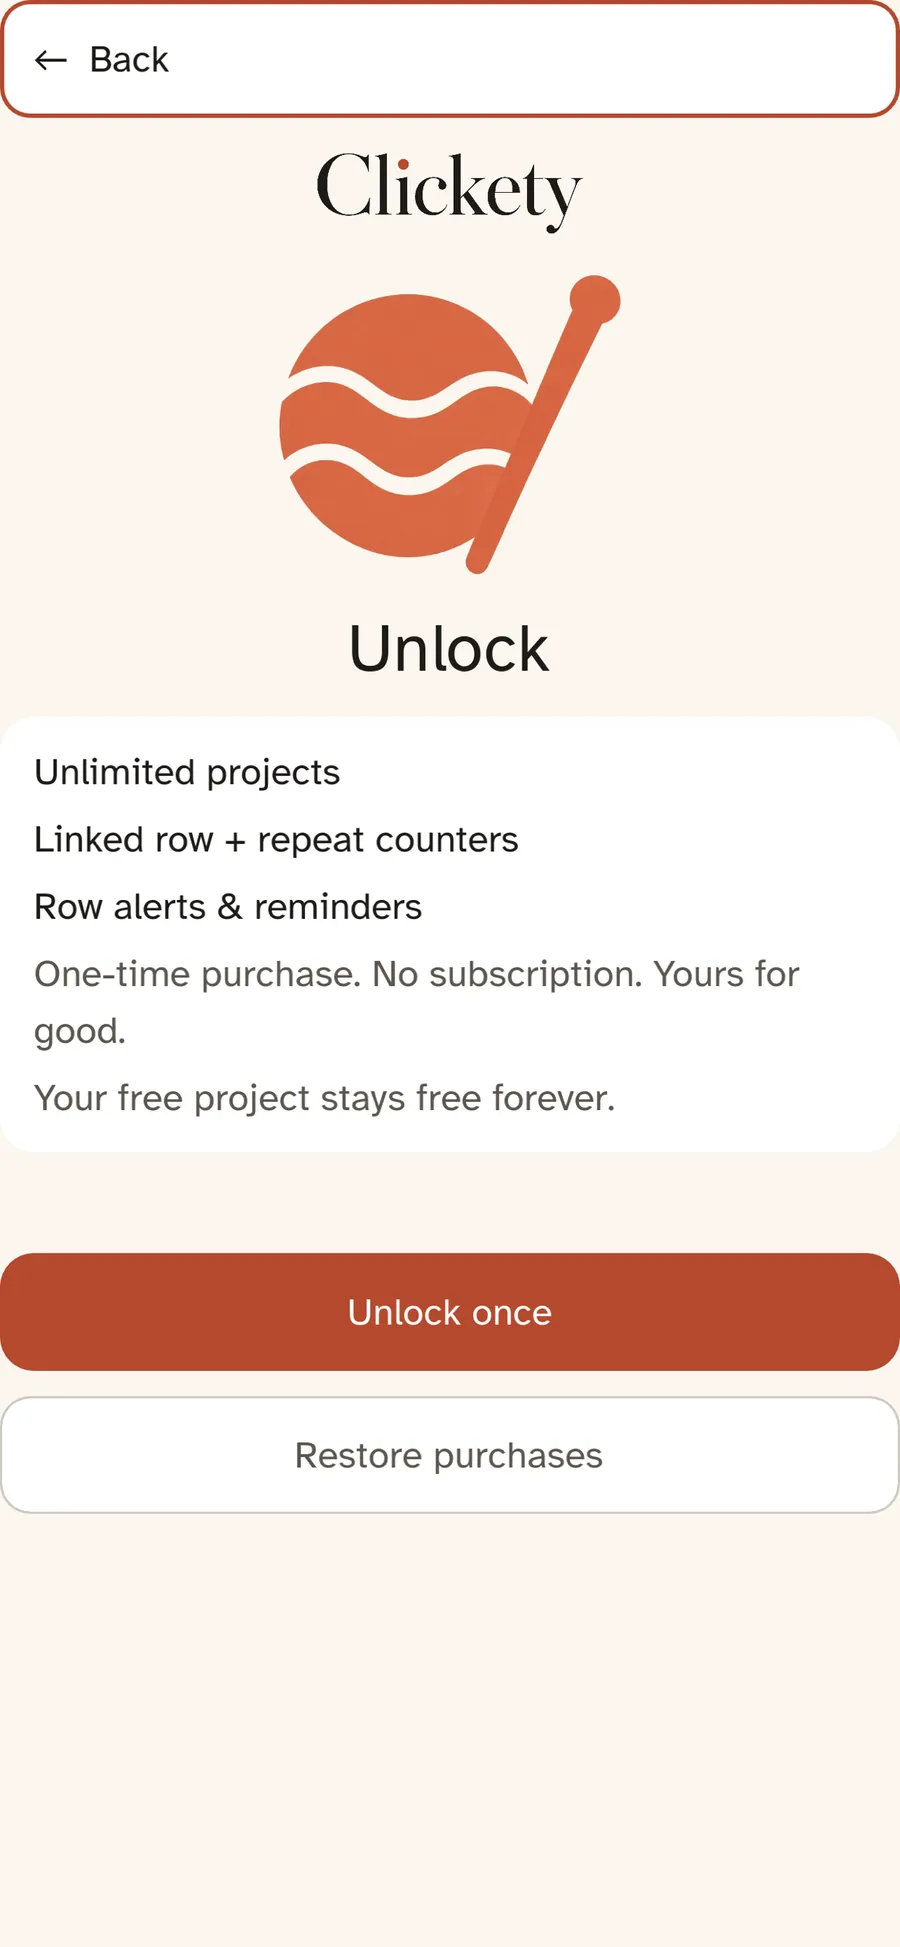 ← Back
Clickety
Unlock
Unlimited projects
Linked row + repeat counters
Row alerts & reminders
One-time purchase. No subscription. Yours for
good.
Your free project stays free forever.
Unlock once
Restore purchases